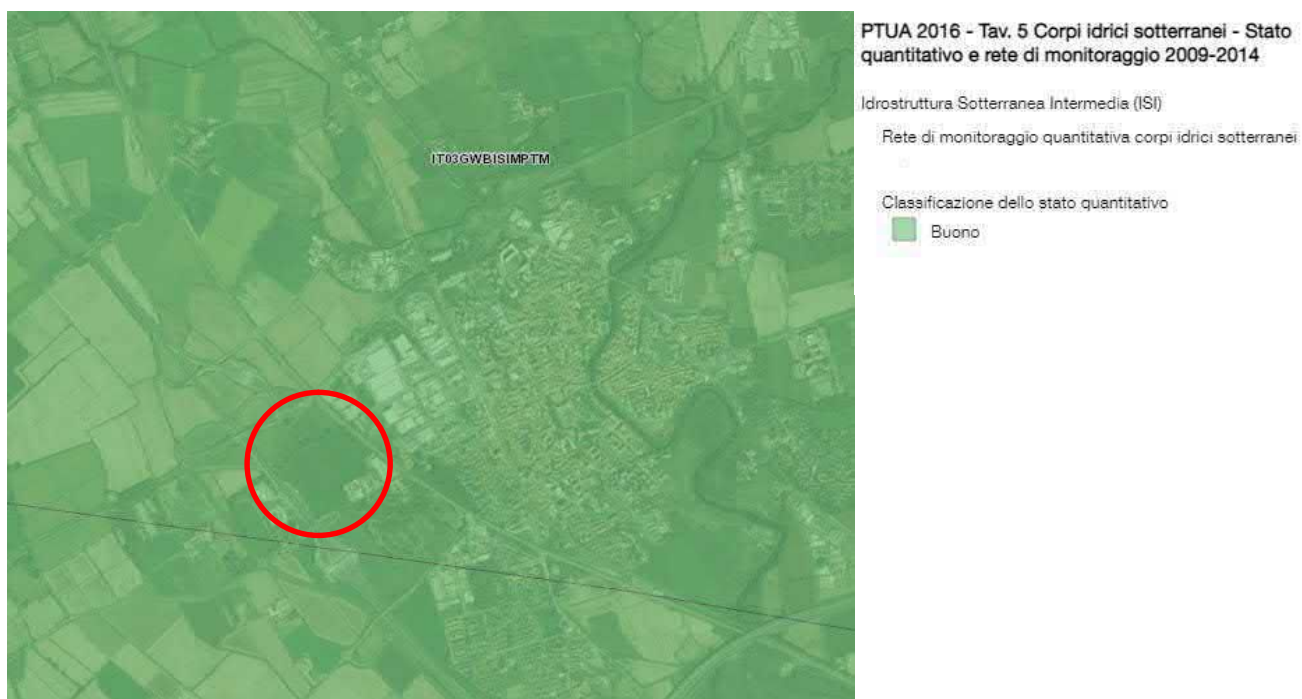 PTUA 2016 - Tav. 5 Corpi idrici sotterranei - Stato
quantitativo e rete di monitoraggio 2009-2014
Idrostruttura Sotterranea Intermedia (ISI)
Rete di monitoraggio quantitativa corpi idrici sotterranei
IT03GWBISIMPTM
Classificazione dello stato quantitativo
Buono